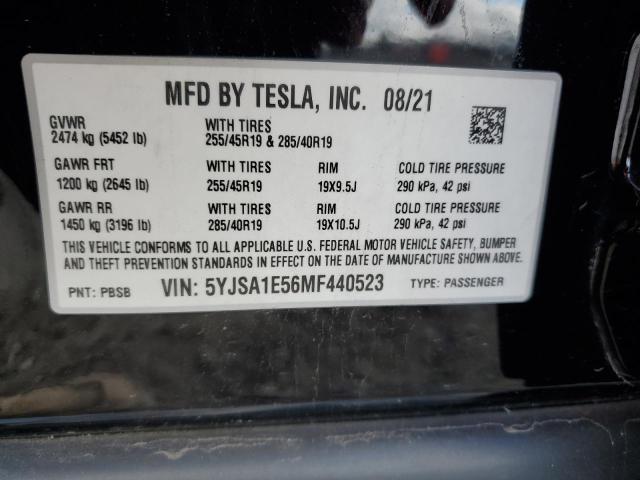 MFD BY TESLA, INC. 08/21
GVWR WITH TIRES
2474 kg (5452 lb) 255/45R19 & 285/40R19
GAWR FRT WITH TIRES RIM COLD TIRE PRESSURE
1200 kg (2645 lb) 255/45R19 19X9.5J 290 kPa, 42 psi
GAWR RR WITH TIRES RIM COLD TIRE PRESSURE
1450 kg (3196 lb) 285/40R19 19X10.5J 290 kPa, 42 psi
THIS VEHICLE CONFORMS TO ALL APPLICABLE U.S. FEDERAL MOTOR VEHICLE SAFETY, BUMPER
AND THEFT PREVENTION STANDARDS IN EFFECT ON THE DATE OF MANUFACTURE SHOWN ABOVE.
PNT: PBSB VIN: 5YJSA1E56MF440523 TYPE: PASSENGER